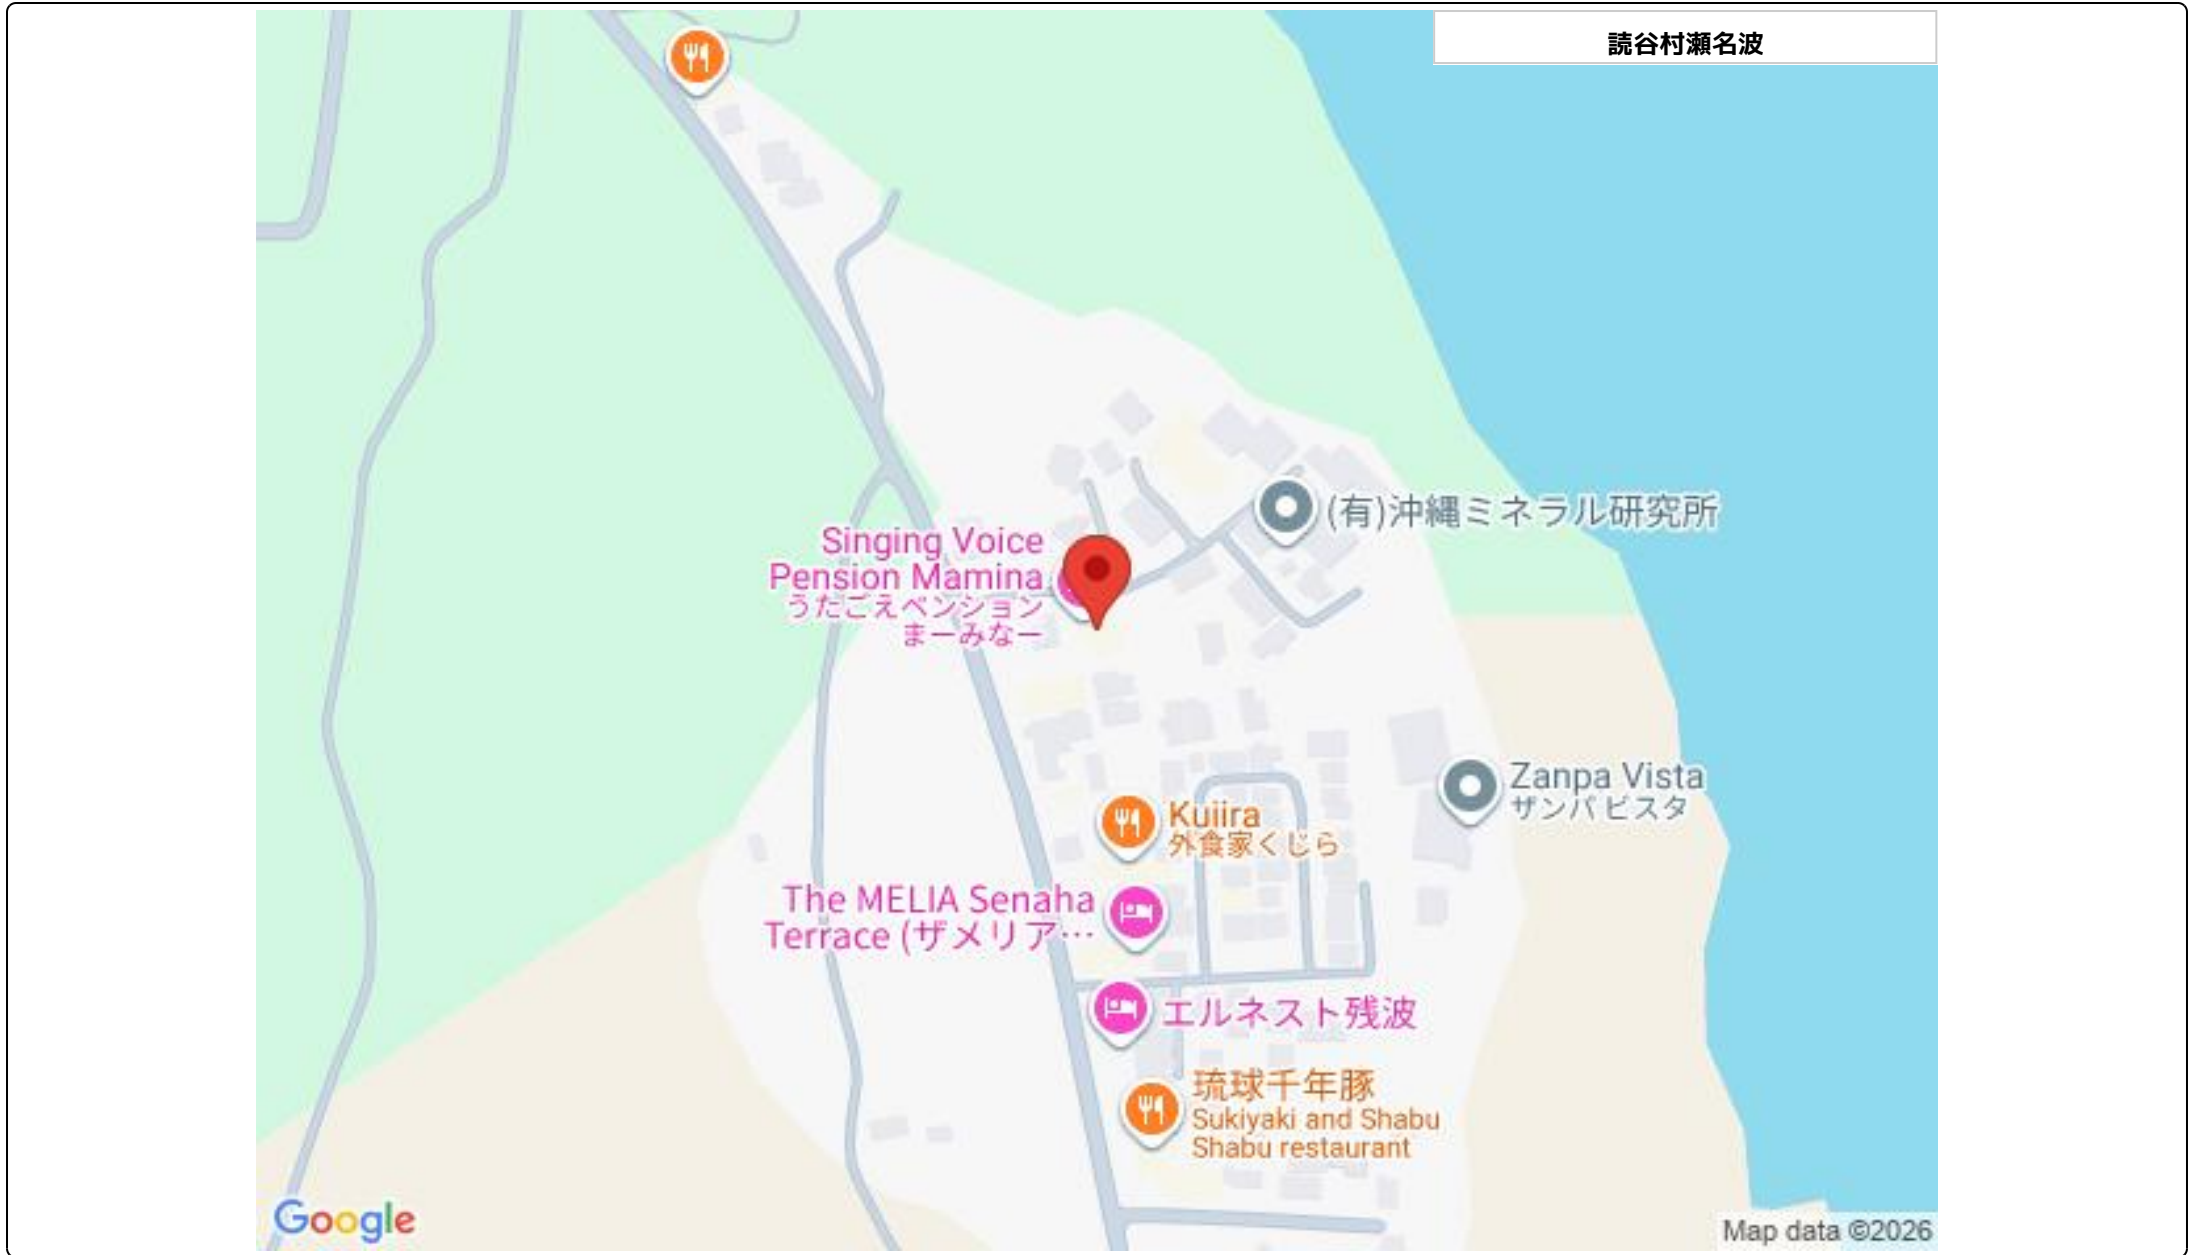 読谷村瀬名波
(有)沖縄ミネラル研究所
Singing Voice
Pension Mamina
うたごえペンション
まーみなー
Zanpa Vista
ザンパ ビスタ
Kujira
外食家くじら
The MELIA Senaha
Terrace (ザメリア…
エルネスト残波
琉球千年豚
Sukiyaki and Shabu
Shabu restaurant
Google
Map data ©2026